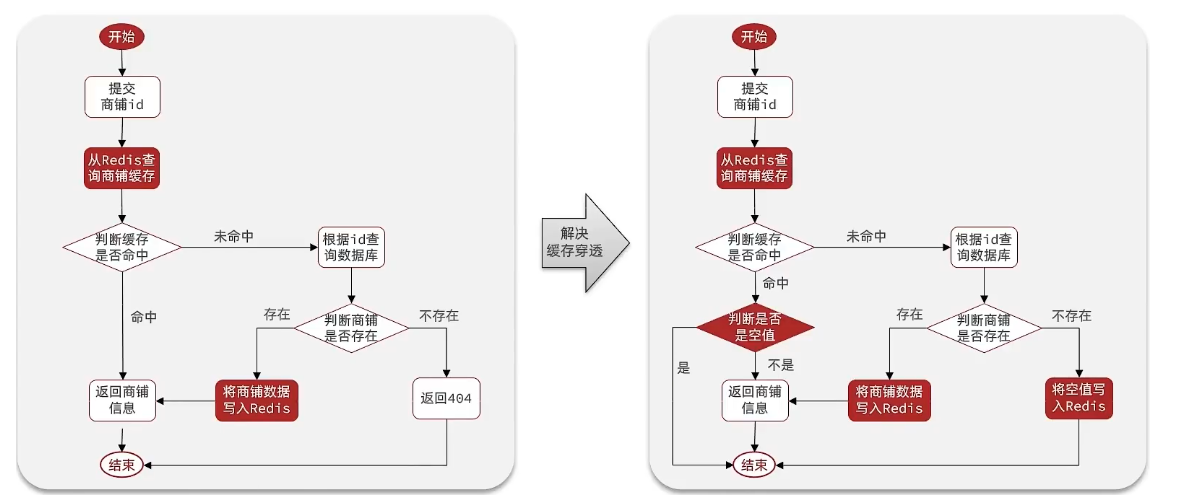 开始
提交
商铺id
从Redis查
询商铺缓存
判断缓存
是否命中
未命中
根据id查
询数据库
命中
存在
判断商铺
是否存在
不存在
返回商铺
信息
将商铺数据
写入Redis
返回404
结束
解决
缓存穿透
开始
提交
商铺id
从Redis查
询商铺缓存
判断缓存
是否命中
未命中
根据id查
询数据库
命中
判断是否
是空值
存在
判断商铺
是否存在
不存在
是
不是
返回商铺
信息
将商铺数据
写入Redis
将空值写
入Redis
结束